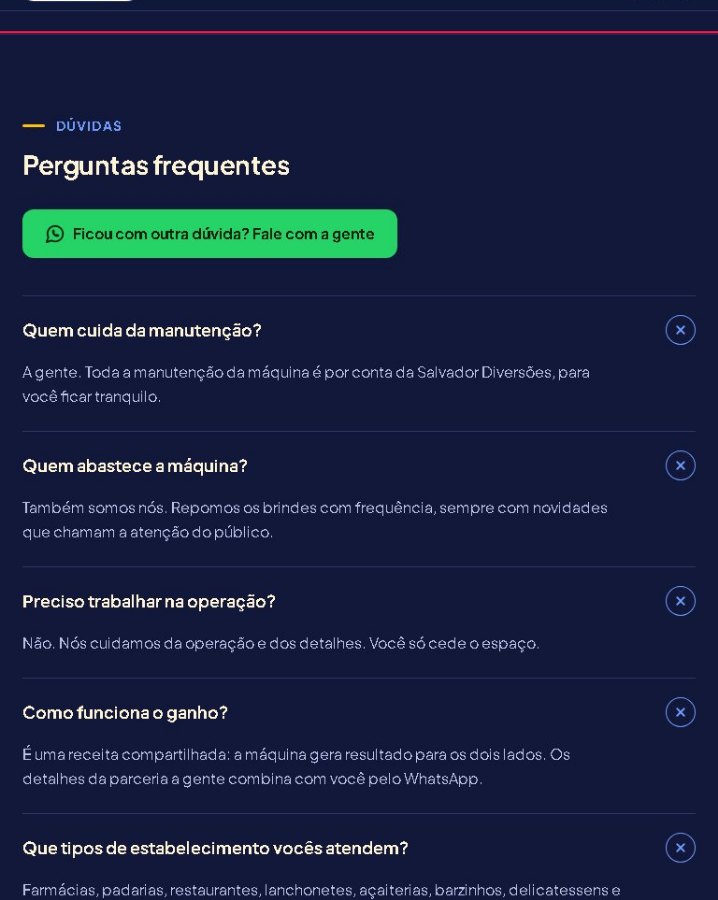 DÚVIDAS
Perguntas frequentes
Ficou com outra dúvida? Fale com a gente
Quem cuida da manutenção?
A gente. Toda a manutenção da máquina é por conta da Salvador Diversões, para
você ficar tranquilo.
Quem abastece a máquina?
Também somos nós. Repomos os brindes com frequência, sempre com novidades
que chamam a atenção do público.
Preciso trabalhar na operação?
Não. Nós cuidamos da operação e dos detalhes. Você só cede o espaço.
Como funciona o ganho?
É uma receita compartilhada: a máquina gera resultado para os dois lados. Os
detalhes da parceria a gente combina com você pelo WhatsApp.
Que tipos de estabelecimento vocês atendem?
Farmácias, padarias, restaurantes, lanchonetes, açaiterias, barzinhos, delicatessens e